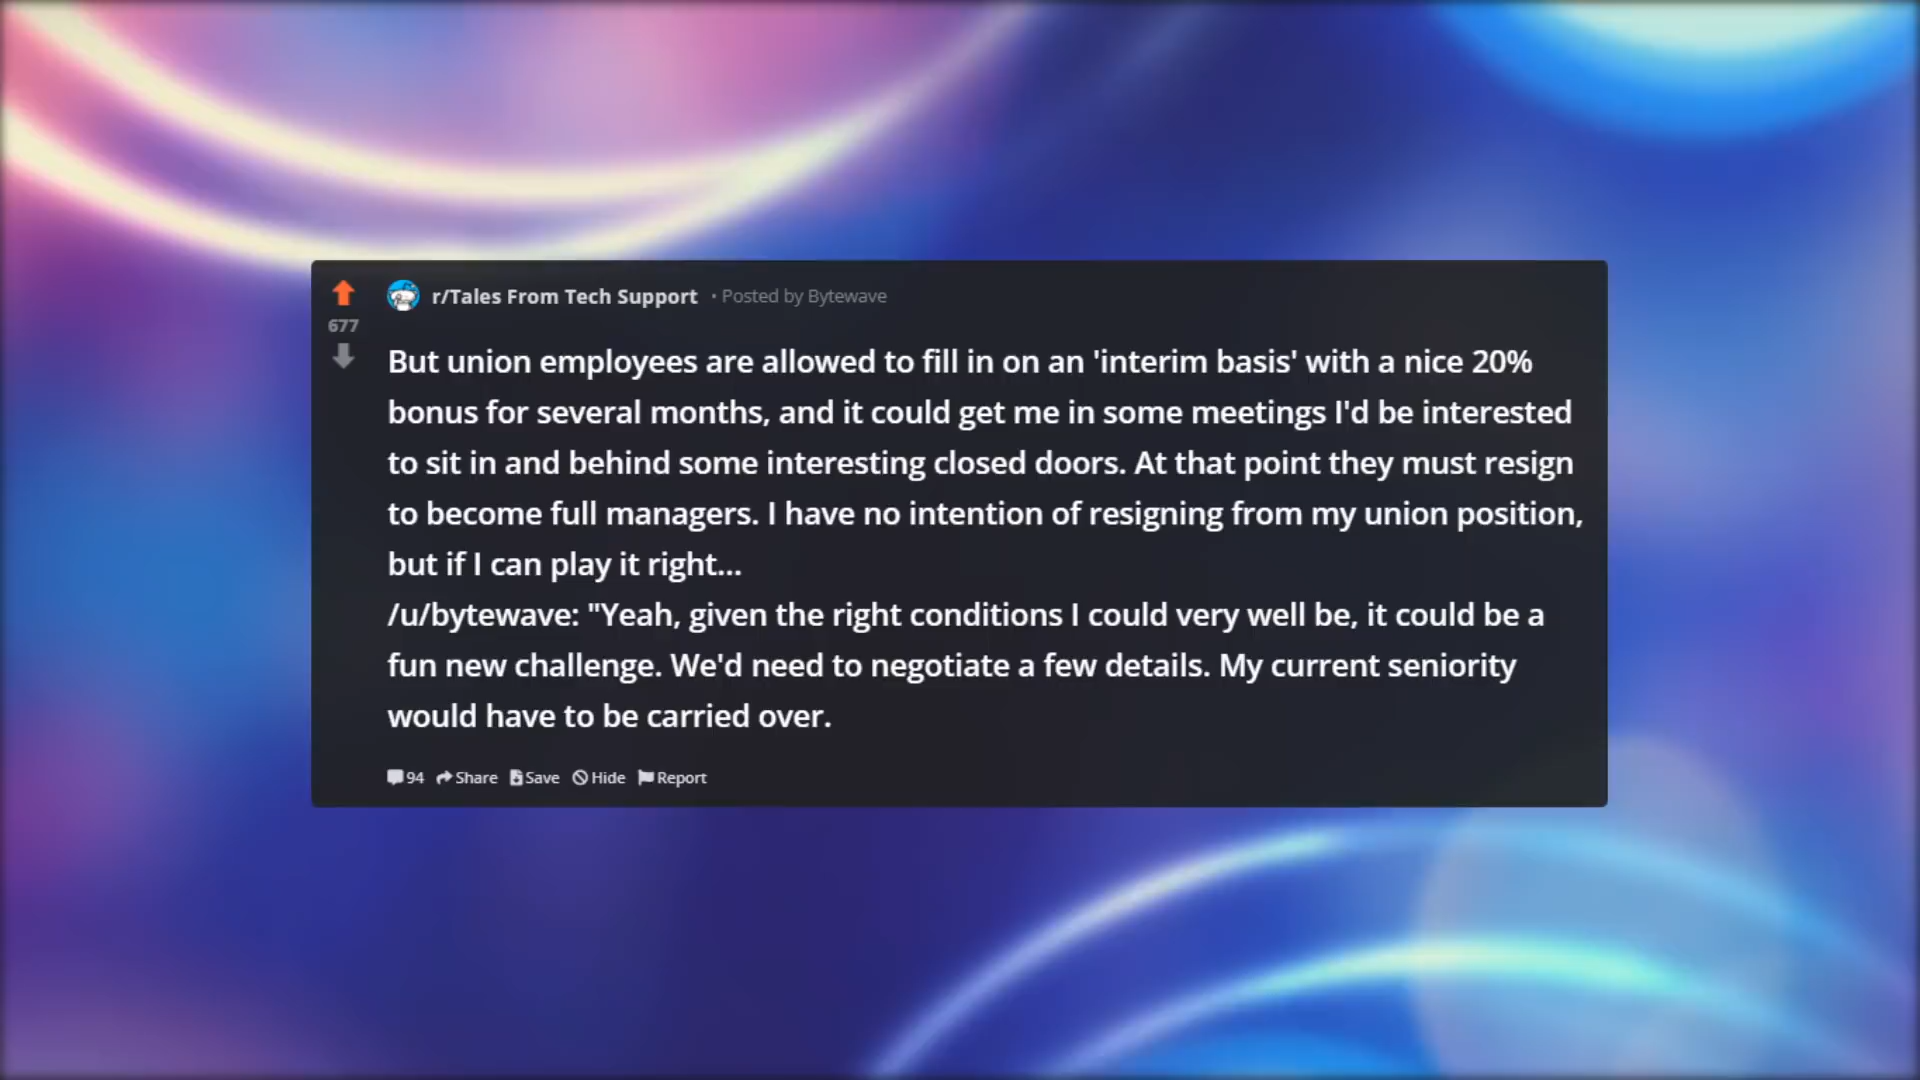 r/Tales From Tech Support • Posted by Bytewave
677
But union employees are allowed to fill in on an 'interim basis' with a nice 20%
bonus for several months, and it could get me in some meetings I'd be interested
to sit in and behind some interesting closed doors. At that point they must resign
to become full managers. I have no intention of resigning from my union position,
but if I can play it right...
/u/bytewave: "Yeah, given the right conditions I could very well be, it could be a
fun new challenge. We'd need to negotiate a few details. My current seniority
would have to be carried over.
94 Share Save Hide Report